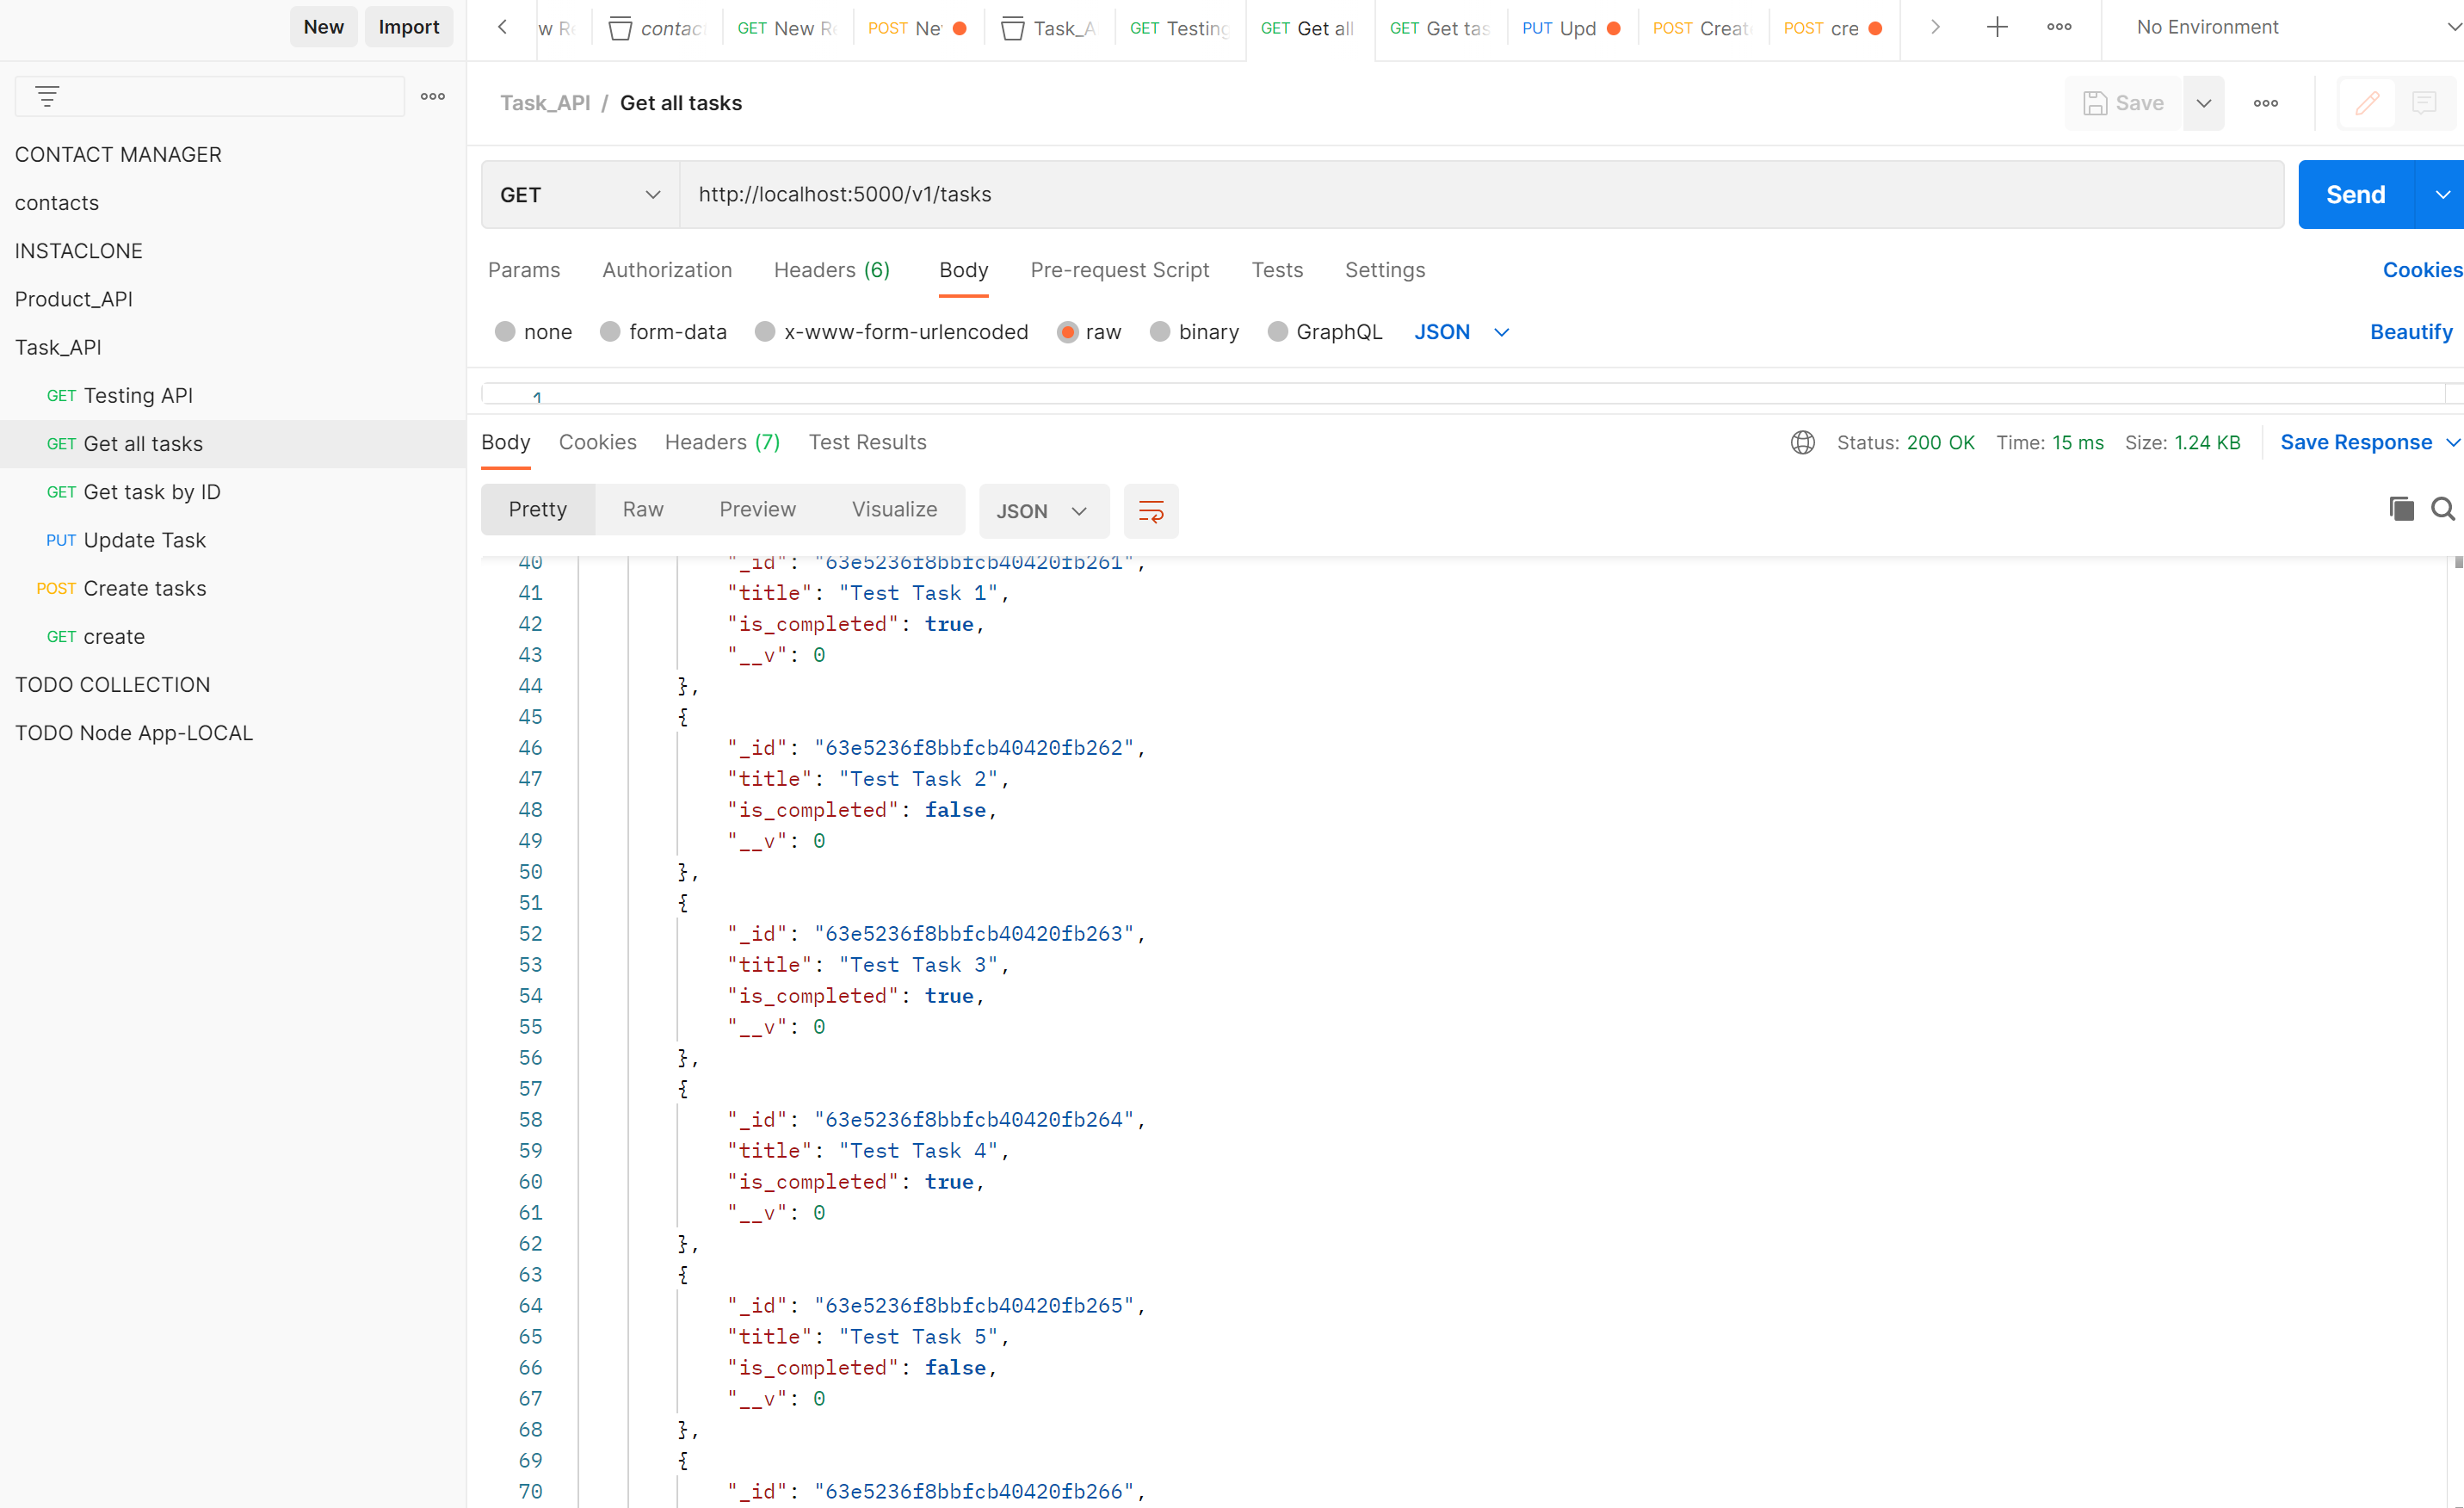 New Import
w Re contac GET New Re POST Ne Task_A GET Testing GET Get all GET Get tas PUT Upd POST Creat POST cre No Environment
Task_API / Get all tasks Save
CONTACT MANAGER
contacts
INSTACLONE
Product_API
Task_API
GET Testing API
GET Get all tasks
GET Get task by ID
PUT Update Task
POST Create tasks
GET create
TODO COLLECTION
TODO Node App-LOCAL
GET http://localhost:5000/v1/tasks Send
Params Authorization Headers (6) Body Pre-request Script Tests Settings Cookies
none form-data x-www-form-urlencoded raw binary GraphQL JSON Beautify
1
Body Cookies Headers (7) Test Results Status: 200 OK Time: 15 ms Size: 1.24 KB Save Response
Pretty Raw Preview Visualize JSON
40 "_id": "63e5236f8bbfcb40420fb261",
41 "title": "Test Task 1",
42 "is_completed": true,
43 "__v": 0
44 },
45 {
46 "_id": "63e5236f8bbfcb40420fb262",
47 "title": "Test Task 2",
48 "is_completed": false,
49 "__v": 0
50 },
51 {
52 "_id": "63e5236f8bbfcb40420fb263",
53 "title": "Test Task 3",
54 "is_completed": true,
55 "__v": 0
56 },
57 {
58 "_id": "63e5236f8bbfcb40420fb264",
59 "title": "Test Task 4",
60 "is_completed": true,
61 "__v": 0
62 },
63 {
64 "_id": "63e5236f8bbfcb40420fb265",
65 "title": "Test Task 5",
66 "is_completed": false,
67 "__v": 0
68 },
69 {
70 "_id": "63e5236f8bbfcb40420fb266",